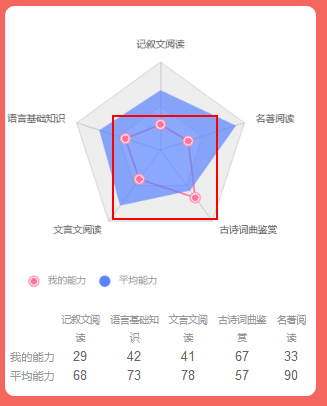 记叙文阅读
语言基础知识
名著阅读
文言文阅读
古诗词曲鉴赏
我的能力 平均能力
记叙文阅 语言基础知 文言文阅 古诗词曲鉴 名著阅
读 识 读 赏 读
我的能力 29 42 41 67 33
平均能力 68 73 78 57 90